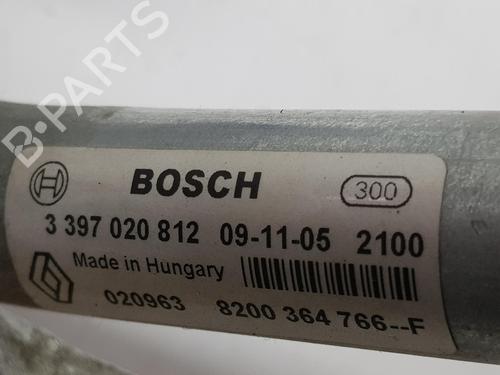 B-PARTS
BOSCH 300
3 397 020 812 09-11-05 2100
Made in Hungary
020963 8200 364 766--F